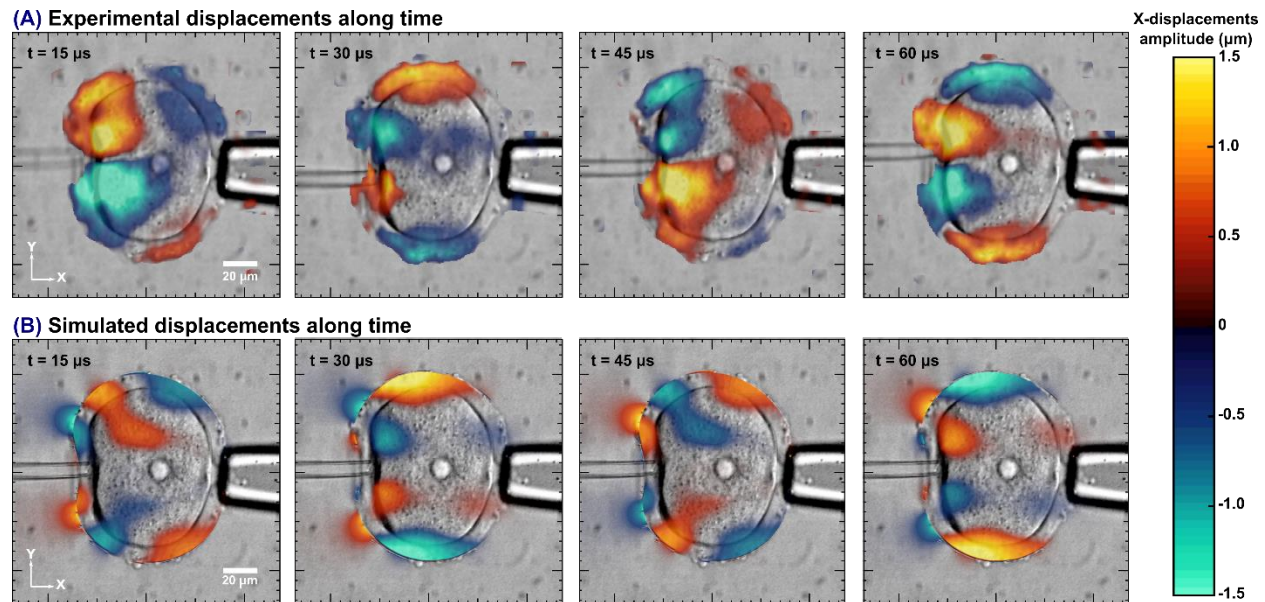 (A) Experimental displacements along time
t = 15 µs
t = 30 µs
t = 45 µs
t = 60 µs
Y
X
20 µm
(B) Simulated displacements along time
t = 15 µs
t = 30 µs
t = 45 µs
t = 60 µs
Y
X
20 µm
X-displacements
amplitude (µm)
1.5
1.0
0.5
0
-0.5
-1.0
-1.5